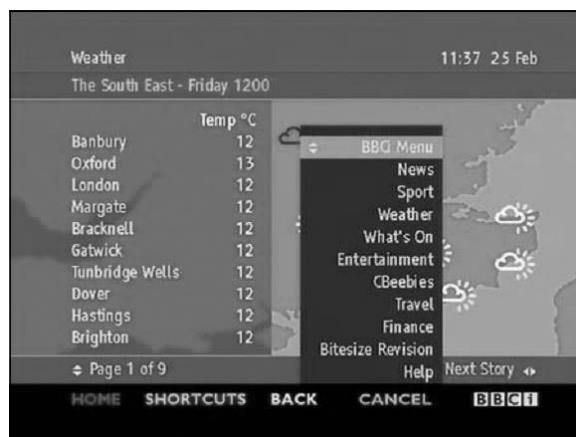 Weather 11:37 25 Feb
The South East - Friday 1200
Temp °C
Banbury 12
Oxford 13
London 12
Margate 12
Bracknell 12
Gatwick 12
Tunbridge Wells 12
Dover 12
Hastings 12
Brighton 12
BBCi Menu
News
Sport
Weather
What's On
Entertainment
CBeebies
Travel
Finance
Bitesize Revision
Help
Page 1 of 9 Next Story
HOME SHORTCUTS BACK CANCEL BBCi